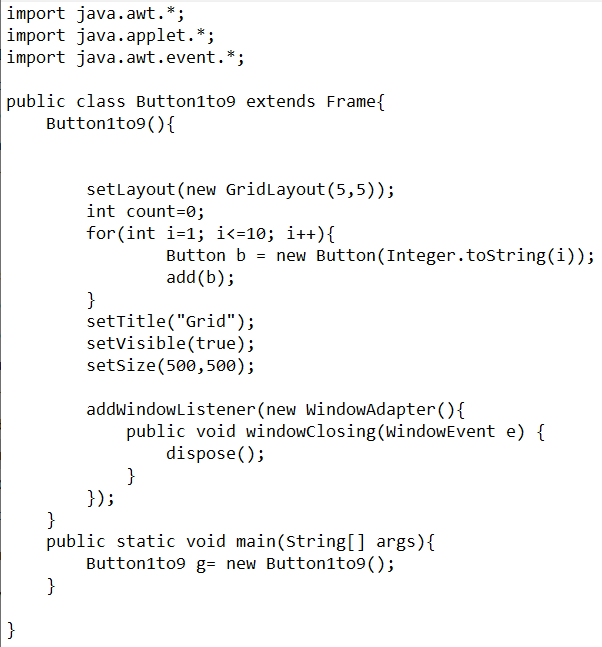 import java.awt.*;
import java.applet.*;
import java.awt.event.*;

public class Button1to9 extends Frame{
    Button1to9(){


        setLayout(new GridLayout(5,5));
        int count=0;
        for(int i=1; i<=10; i++){
                Button b = new Button(Integer.toString(i));
                add(b);
        }
        setTitle("Grid");
        setVisible(true);
        setSize(500,500);

        addWindowListener(new WindowAdapter(){
            public void windowClosing(WindowEvent e) {
                dispose();
            }
        });
    }
    public static void main(String[] args){
        Button1to9 g= new Button1to9();
    }

}